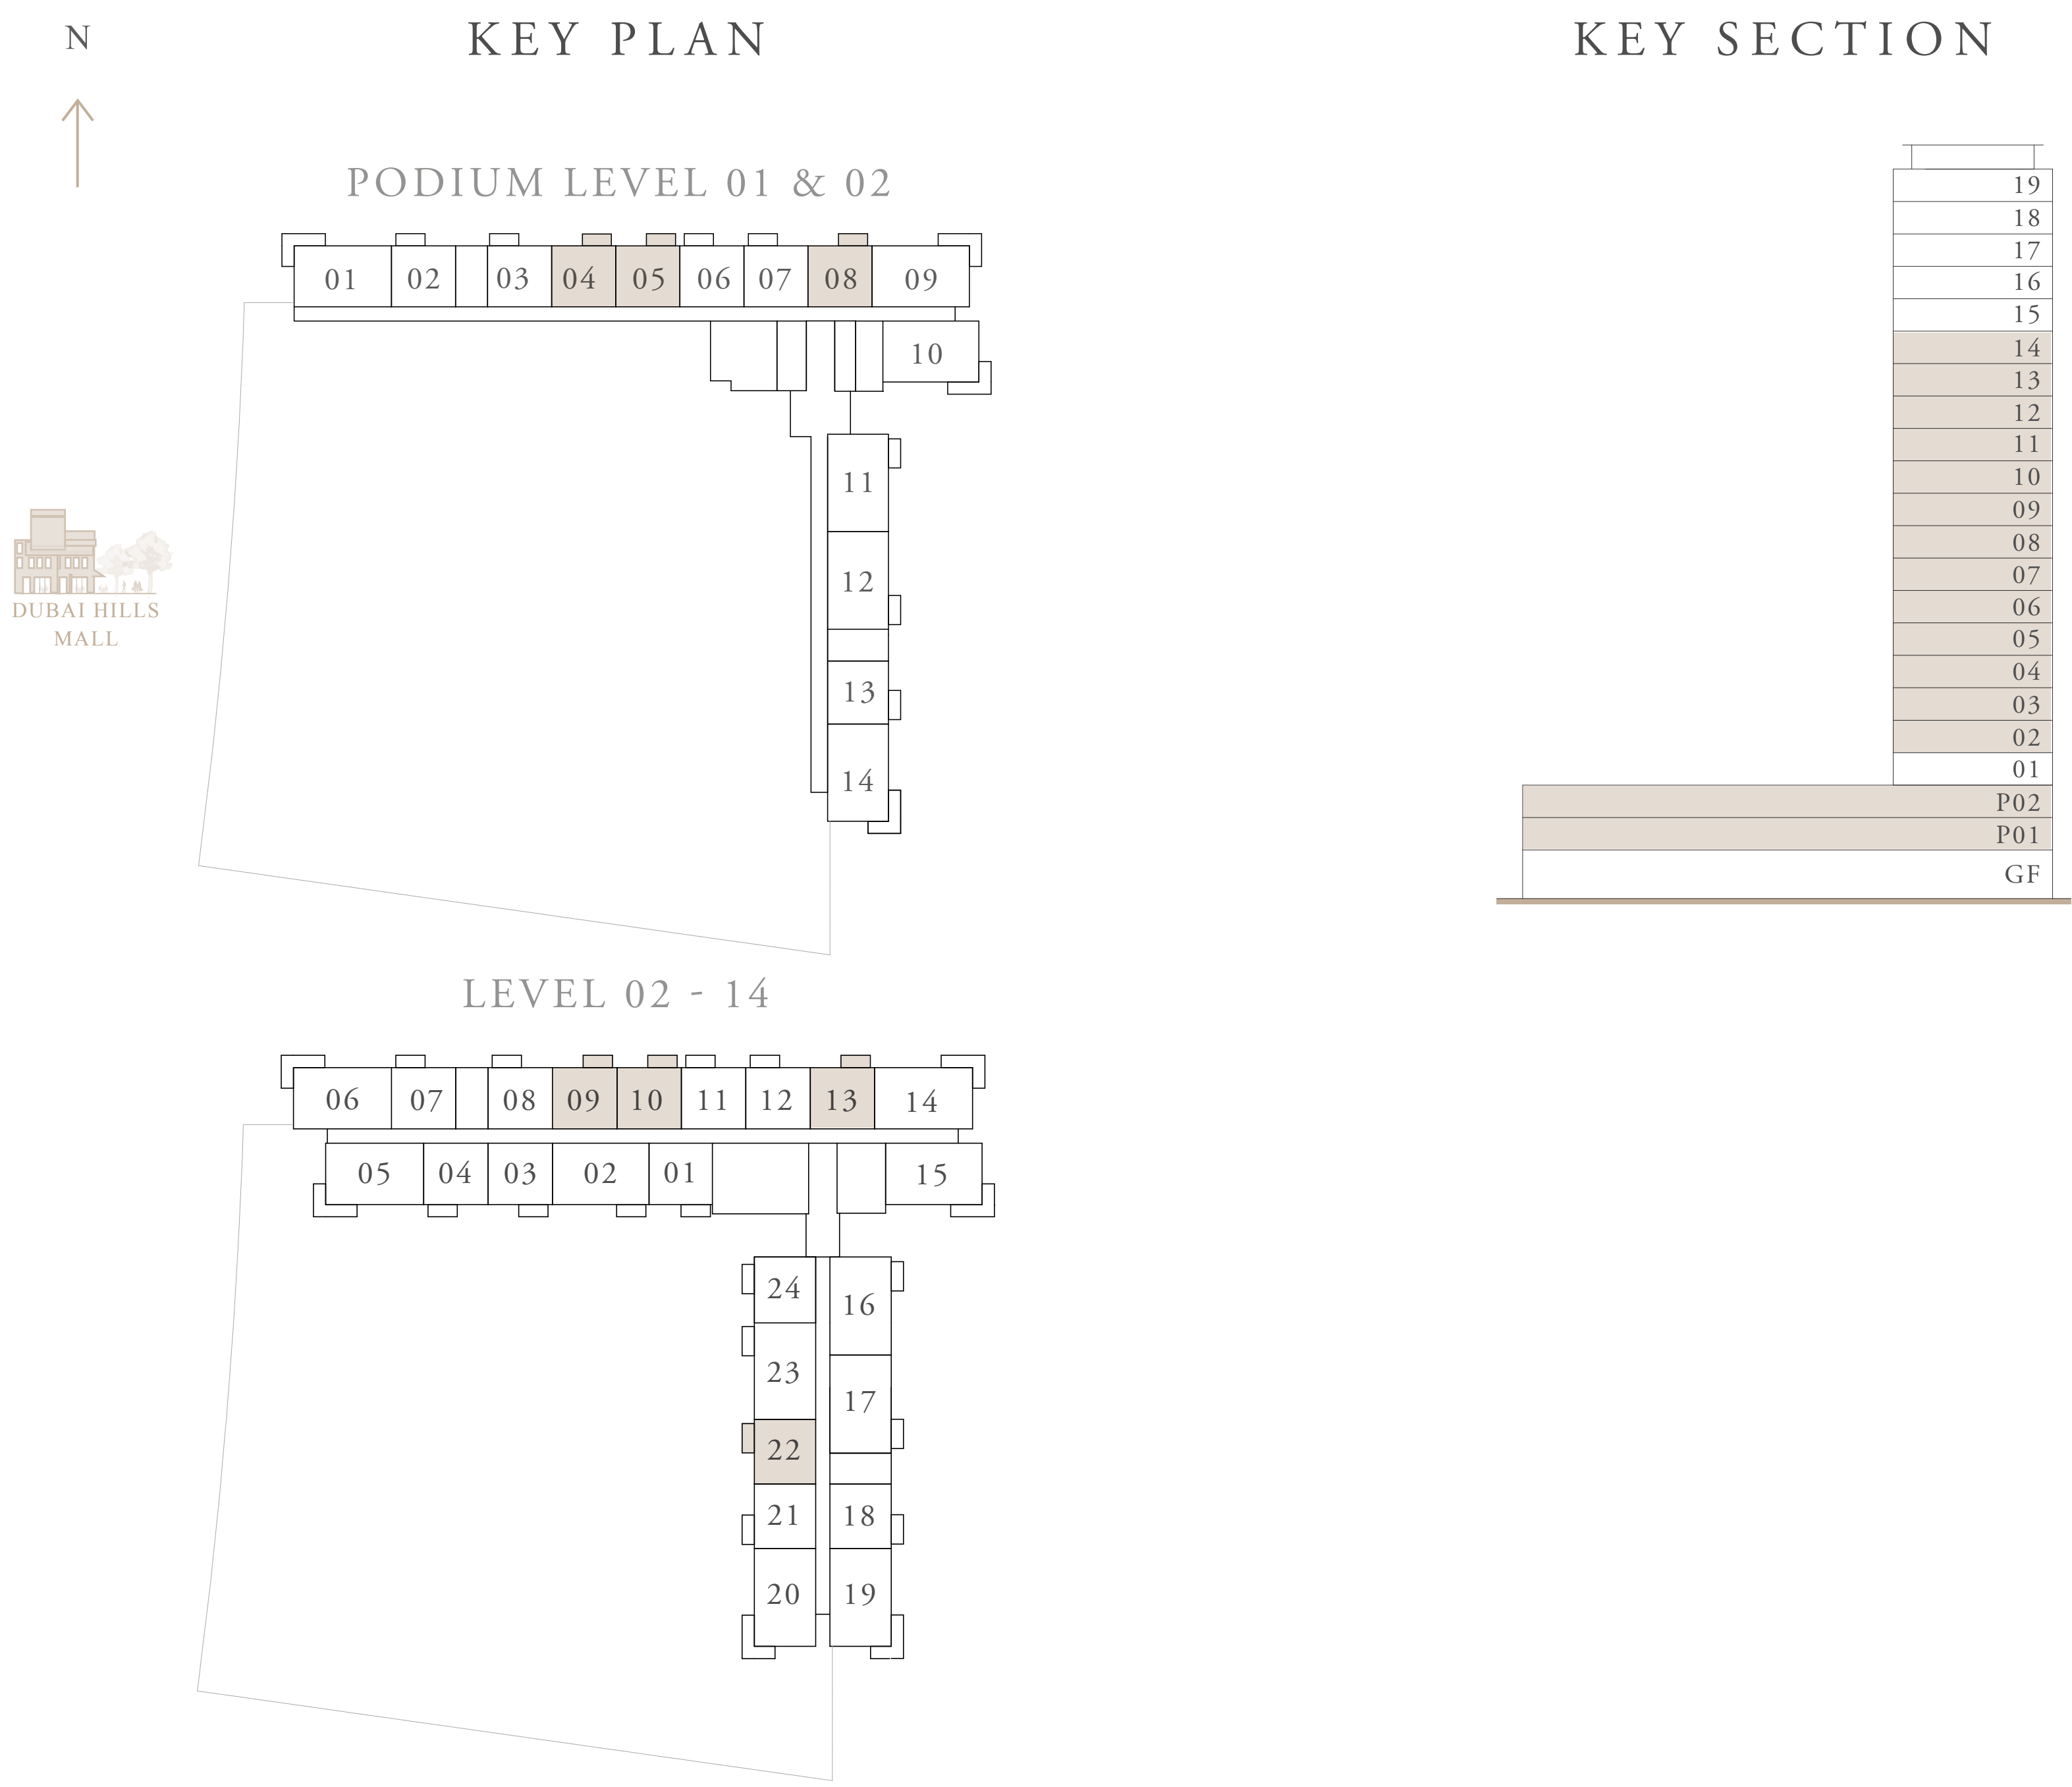 N
KEY PLAN
KEY SECTION
PODIUM LEVEL 01 & 02
01 02 03 04 05 06 07 08 09
10
11
12
13
14
DUBAI HILLS
MALL
LEVEL 02 - 14
06 07 08 09 10 11 12 13 14
05 04 03 02 01 15
24 16
23 17
22
21 18
20 19
19
18
17
16
15
14
13
12
11
10
09
08
07
06
05
04
03
02
01
P02
P01
GF